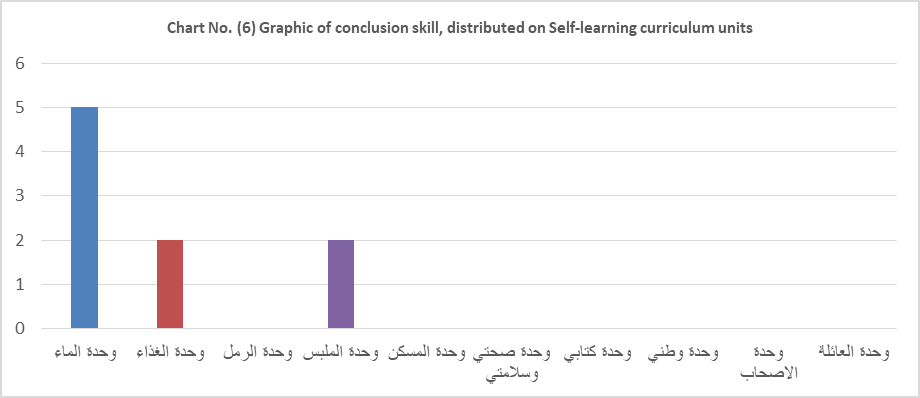 Chart No. (6) Graphic of conclusion skill, distributed on Self-learning curriculum units
6
5
4
3
2
1
0
وحدة الماء
وحدة الغذاء
وحدة الرمل
وحدة الملبس
وحدة المسكن
وحدة صحتي
وسلامتي
وحدة كتابي
وحدة وطني
وحدة
الاصحاب
وحدة العائلة